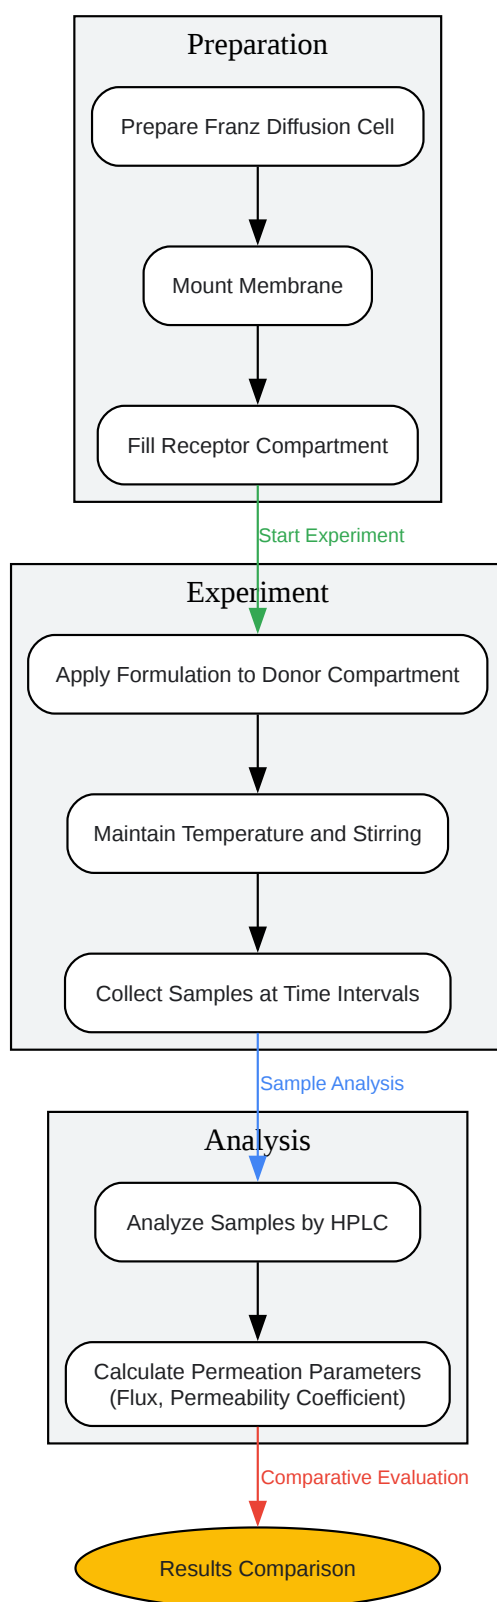 Preparation
Prepare Franz Diffusion Cell
Mount Membrane
Fill Receptor Compartment
Start Experiment
Experiment
Apply Formulation to Donor Compartment
Maintain Temperature and Stirring
Collect Samples at Time Intervals
Sample Analysis
Analysis
Analyze Samples by HPLC
Calculate Permeation Parameters
(Flux, Permeability Coefficient)
Comparative Evaluation
Results Comparison